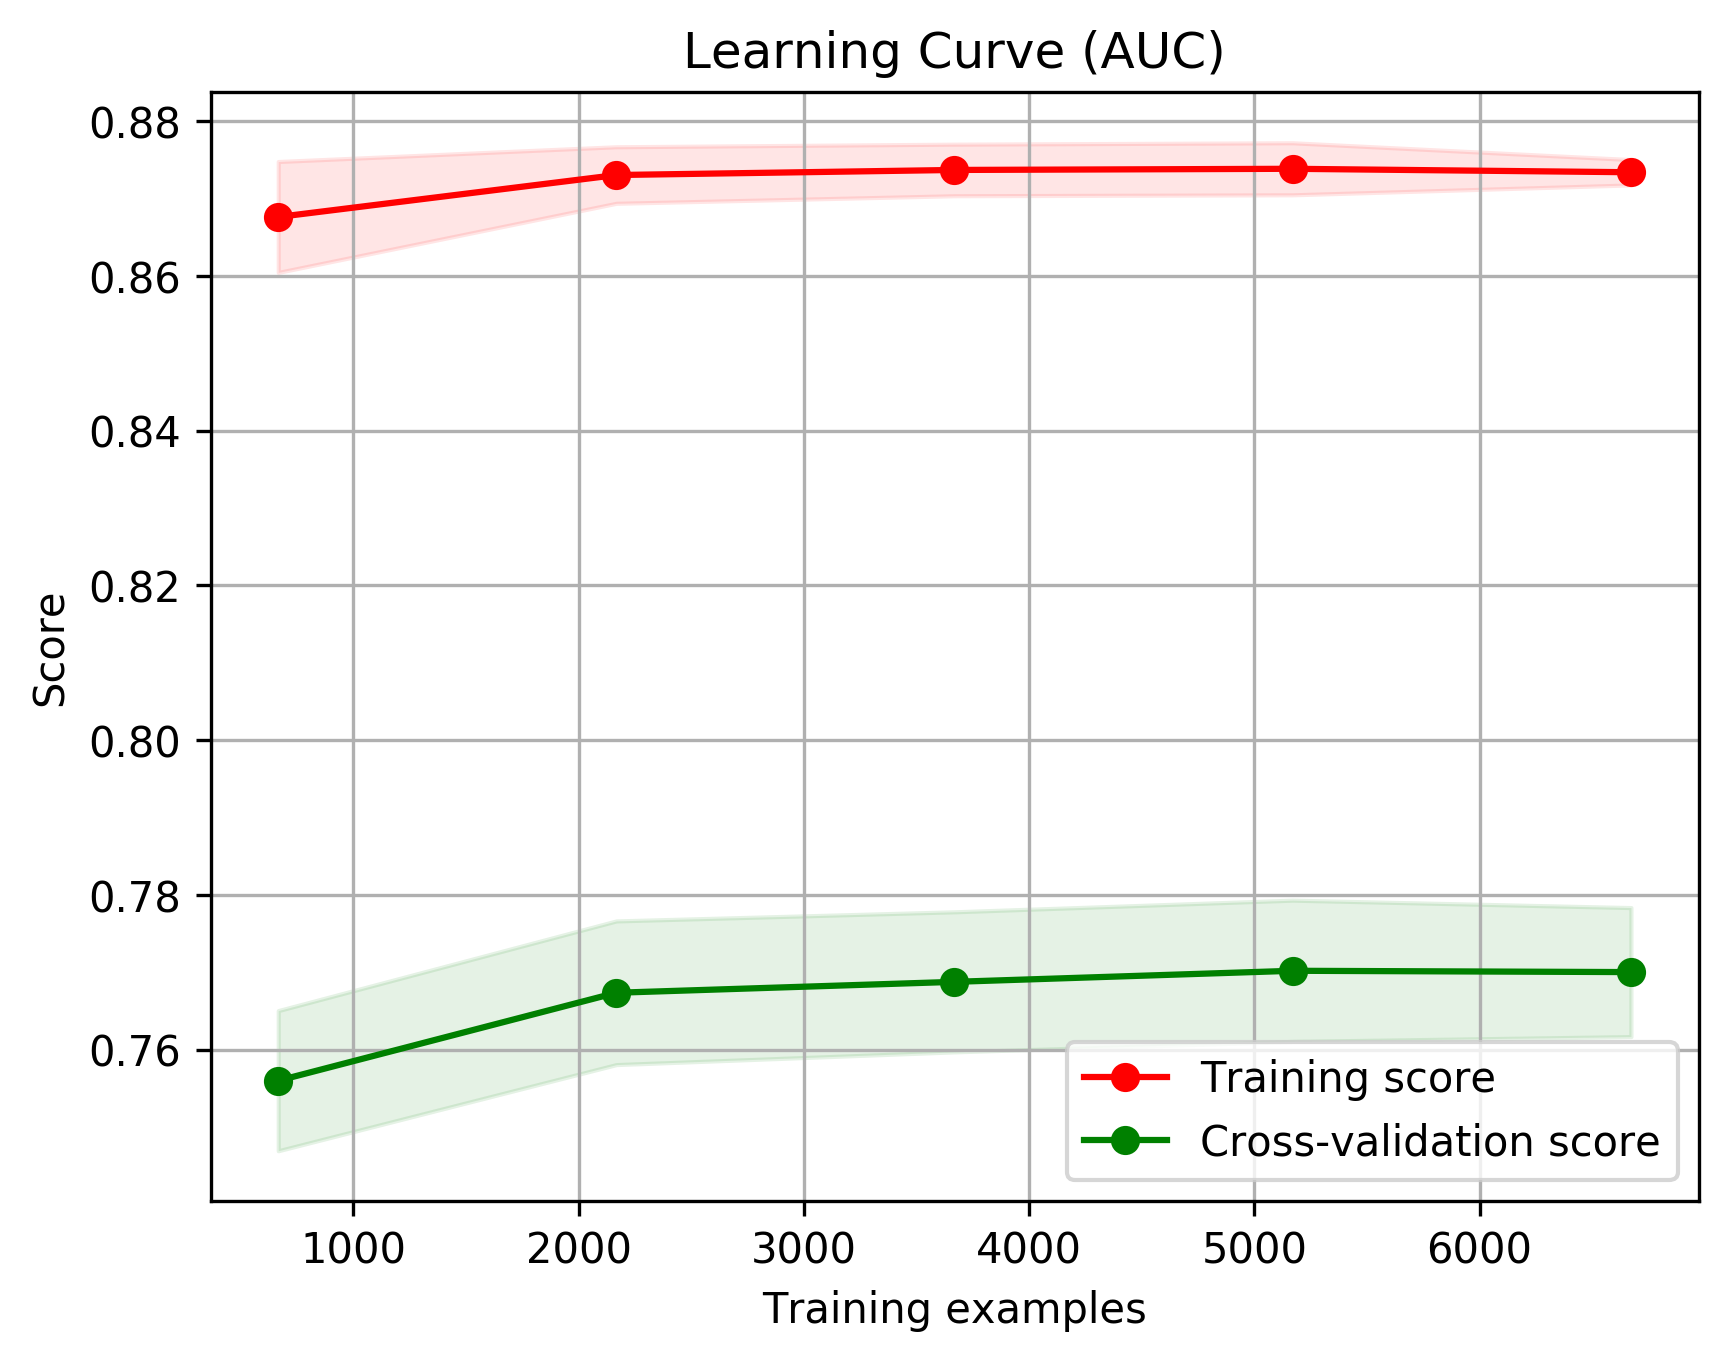 Learning Curve (AUC)
0.88
0.86
0.84
0.82
0.80
0.78
0.76
Score
1000 2000 3000 4000 5000 6000
Training examples
Training score
Cross-validation score